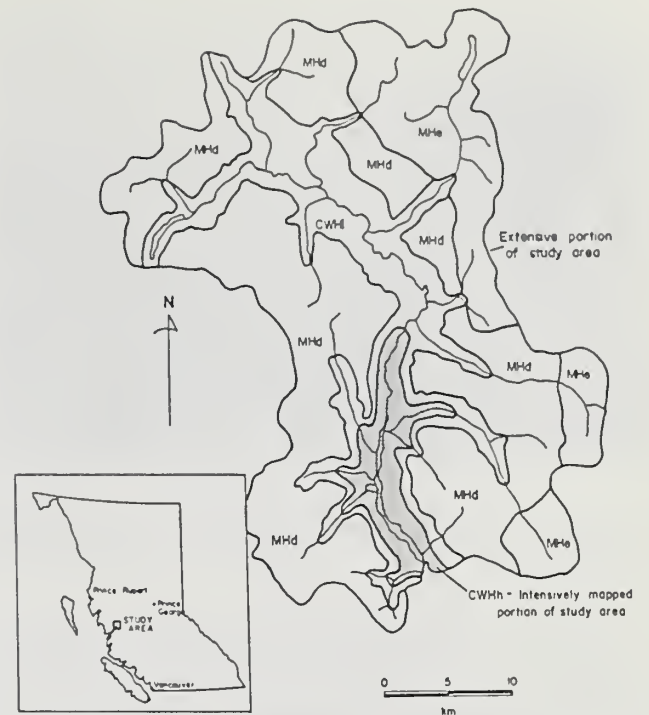 MHd
MHe
MHd
MHd
CWHl
MHd
Extensive portion
of study area
N
MHd
MHd
MHe
MHd
MHd
MHe
CWHh - Intensively mapped
portion of study area
Prince Rupert
Prince
George
STUDY
AREA
Vancouver
0 5 10
km